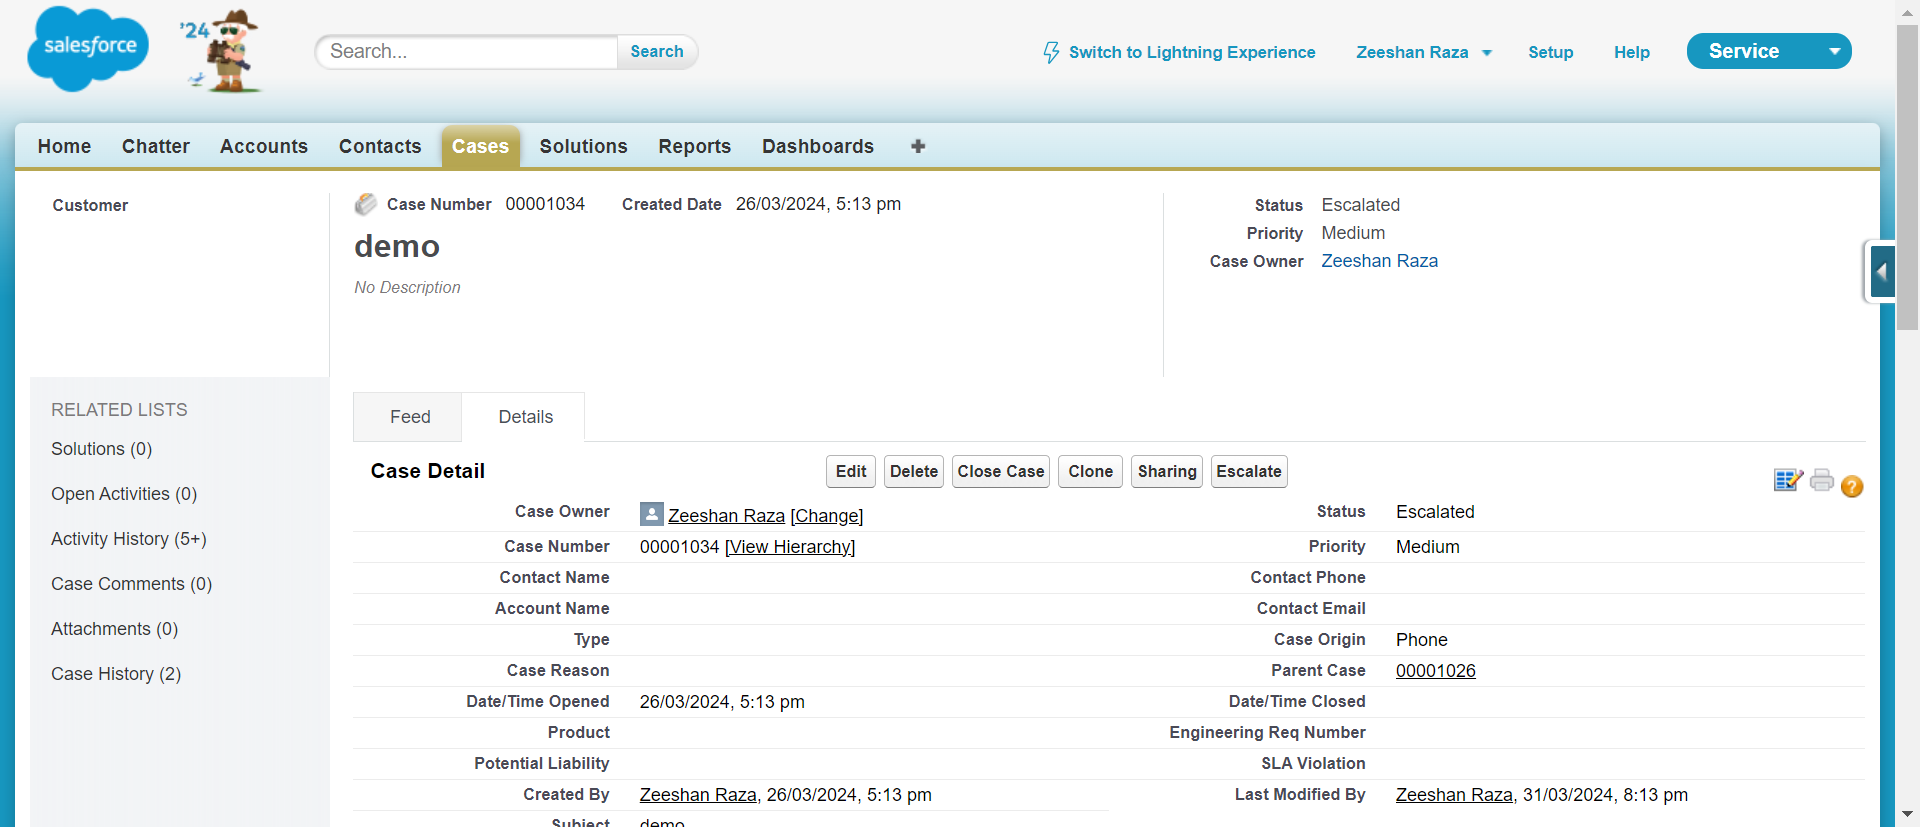 salesforce
'24
Search...
Search
Switch to Lightning Experience
Zeeshan Raza
Setup
Help
Service
Home Chatter Accounts Contacts Cases Solutions Reports Dashboards +
Customer
Case Number 00001034 Created Date 26/03/2024, 5:13 pm
demo
No Description
Status Escalated
Priority Medium
Case Owner Zeeshan Raza
RELATED LISTS
Solutions (0)
Open Activities (0)
Activity History (5+)
Case Comments (0)
Attachments (0)
Case History (2)
Feed Details
Case Detail
Edit Delete Close Case Clone Sharing Escalate
?
Case Owner Zeeshan Raza [Change] Status Escalated
Case Number 00001034 [View Hierarchy] Priority Medium
Contact Name Contact Phone
Account Name Contact Email
Type Case Origin Phone
Case Reason Parent Case 00001026
Date/Time Opened 26/03/2024, 5:13 pm Date/Time Closed
Product Engineering Req Number
Potential Liability SLA Violation
Created By Zeeshan Raza, 26/03/2024, 5:13 pm Last Modified By Zeeshan Raza, 31/03/2024, 8:13 pm
Subject demo